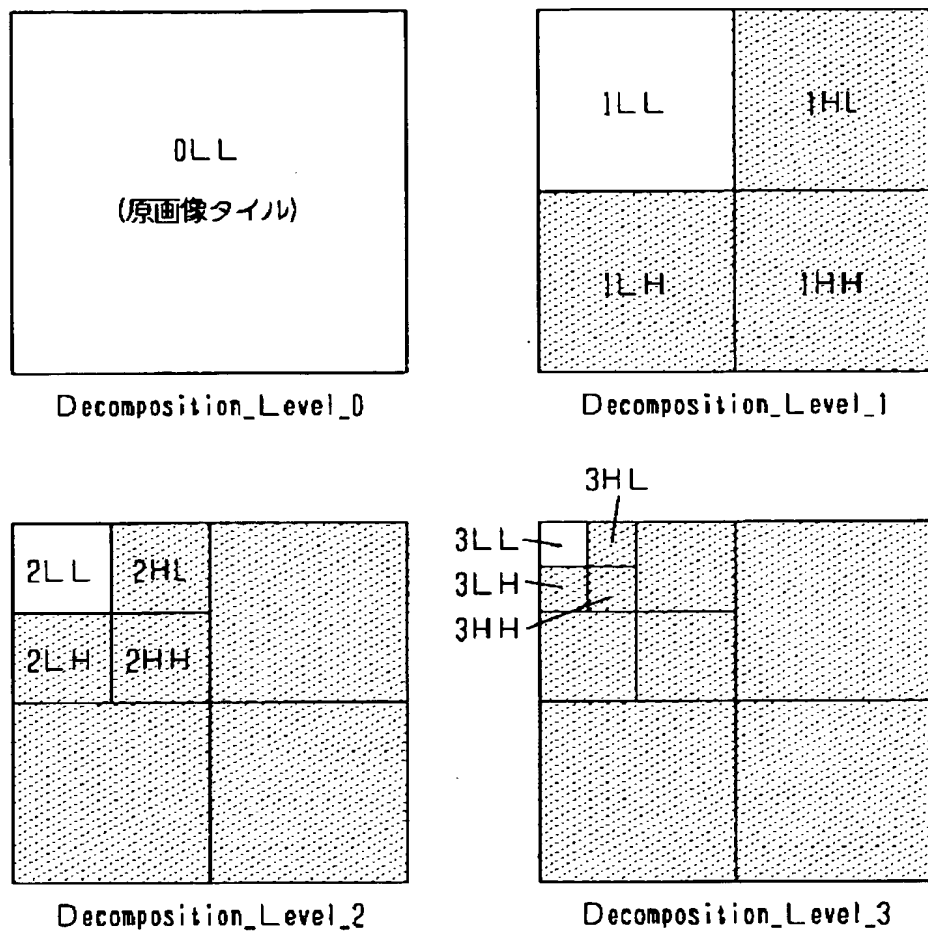 0LL
(原画像タイル)
Decomposition_Level_0
1LL
1HL
1LH
1HH
Decomposition_Level_1
2LL
2HL
2LH
2HH
Decomposition_Level_2
3HL
3LL
3LH
3HH
Decomposition_Level_3